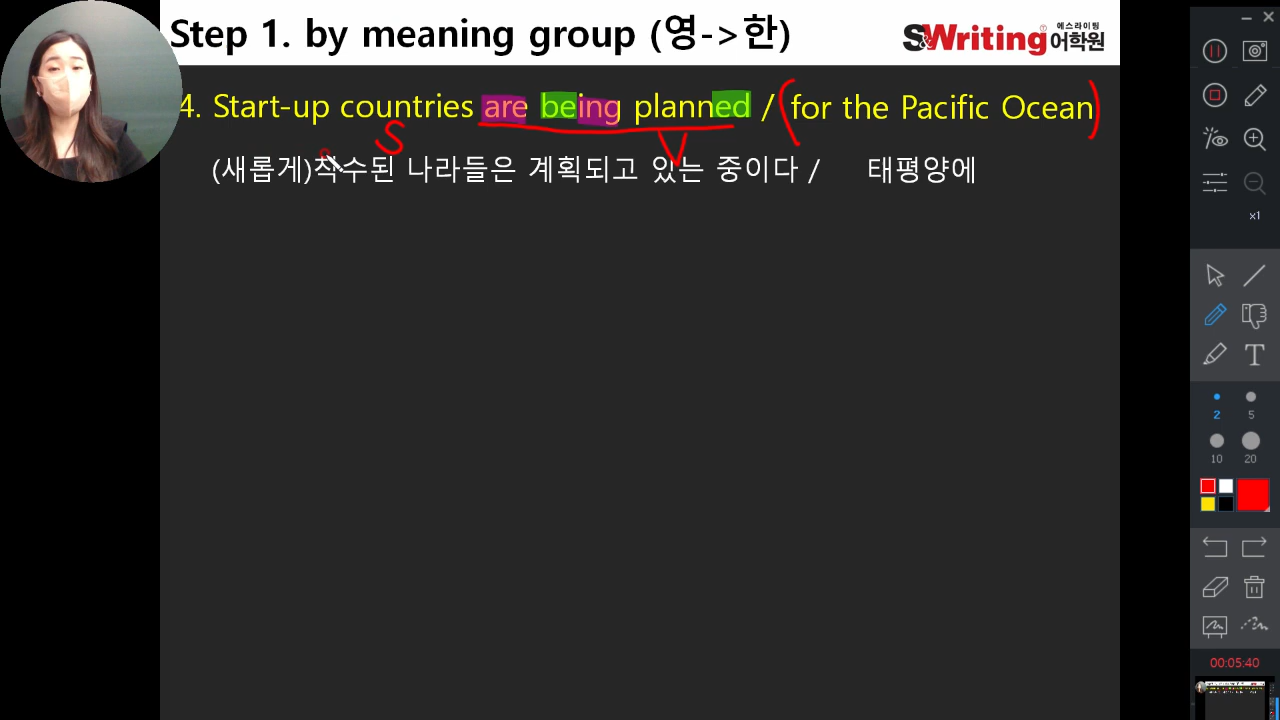 Step 1. by meaning group (영->한)
S&Writing 어학원
에스라이팅
4. Start-up countries are being planned / (for the Pacific Ocean)
S
V
(새롭게)착수된 나라들은 계획되고 있는 중이다 / 태평양에
x1
T
2
5
10
20
00:05:40